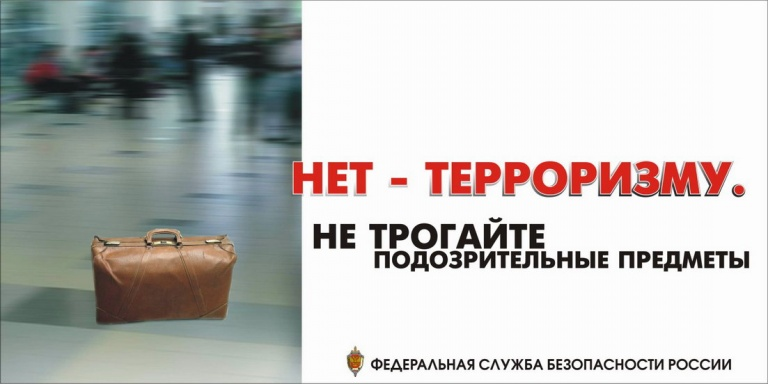 НЕТ - ТЕРРОРИЗМУ.
НЕ ТРОГАЙТЕ
ПОДОЗРИТЕЛЬНЫЕ ПРЕДМЕТЫ
ФЕДЕРАЛЬНАЯ СЛУЖБА БЕЗОПАСНОСТИ РОССИИ